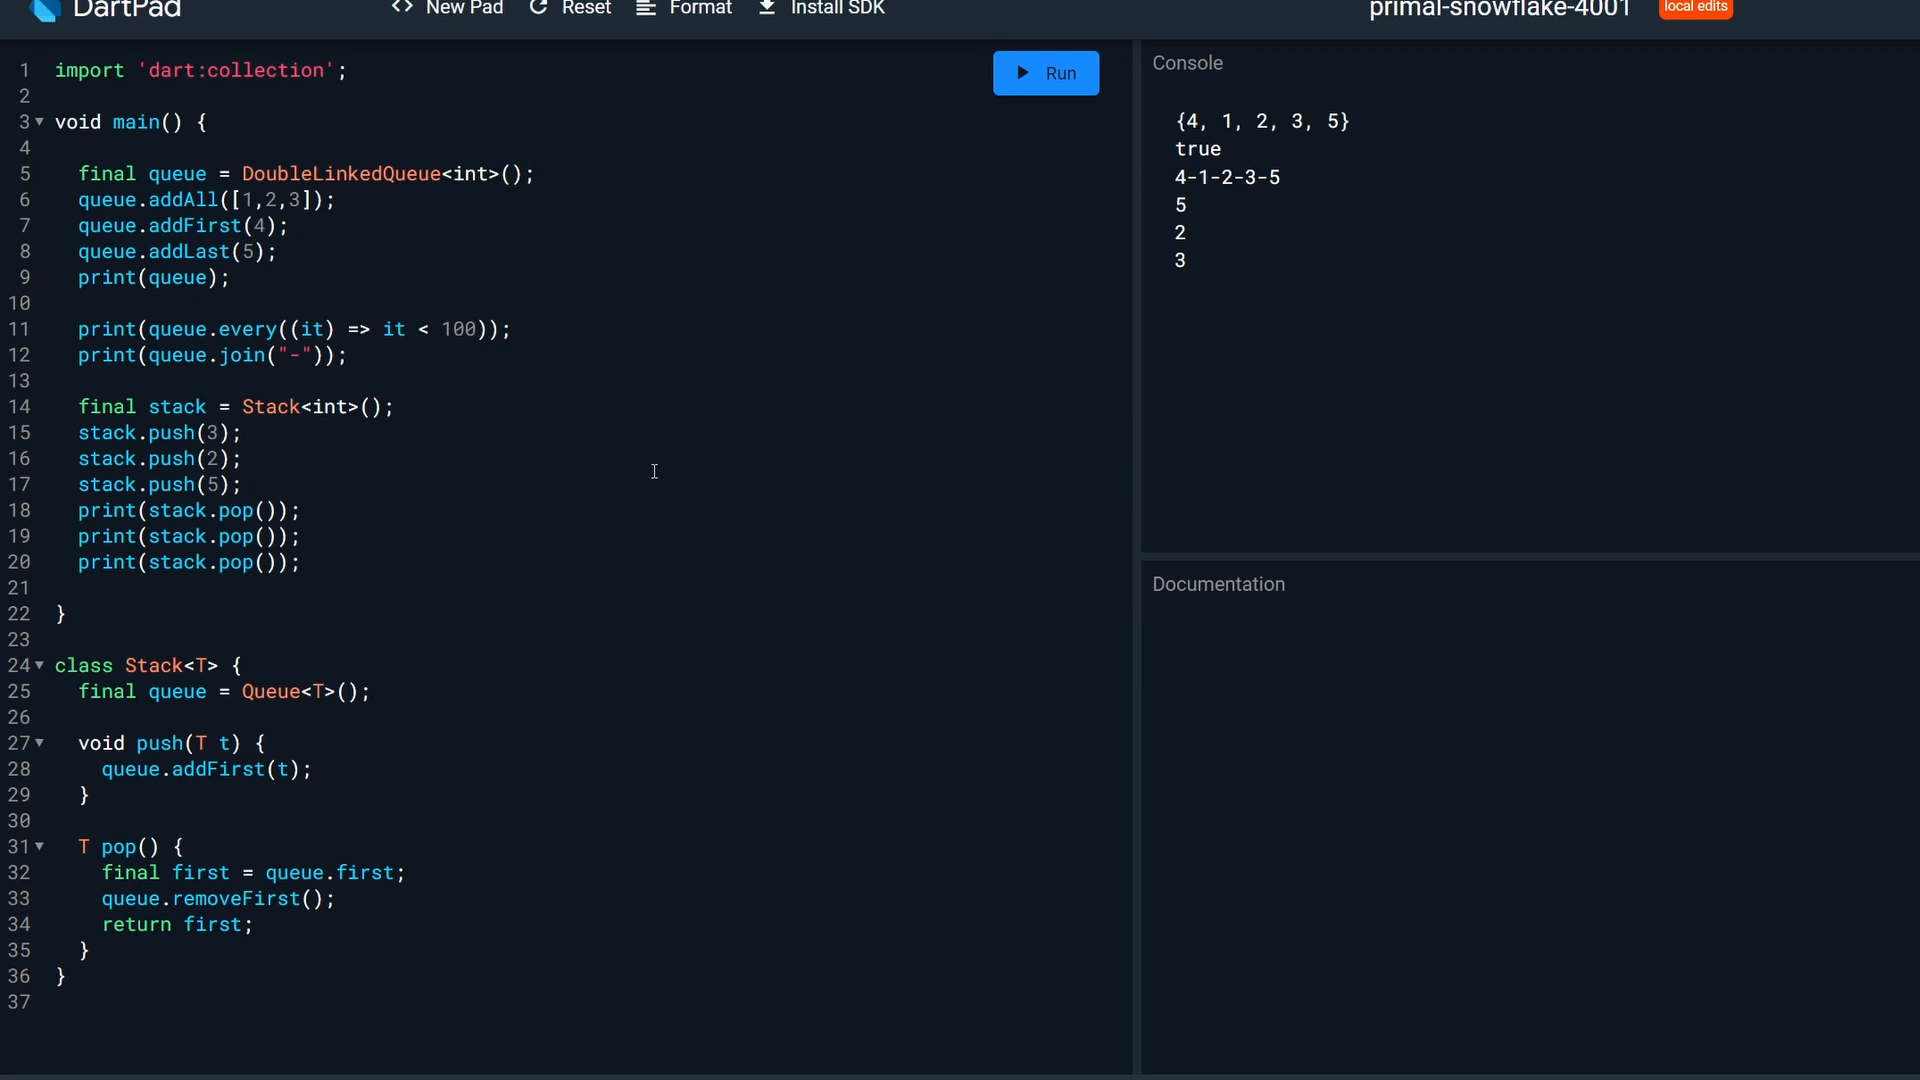 DartPad
<> New Pad
Reset
Format
Install SDK
primal-snowflake-4001
local edits
1 import 'dart:collection';
2
3 void main() {
4
5 final queue = DoubleLinkedQueue<int>();
6 queue.addAll([1,2,3]);
7 queue.addFirst(4);
8 queue.addLast(5);
9 print(queue);
10
11 print(queue.every((it) => it < 100));
12 print(queue.join("-"));
13
14 final stack = Stack<int>();
15 stack.push(3);
16 stack.push(2);
17 stack.push(5);
18 print(stack.pop());
19 print(stack.pop());
20 print(stack.pop());
21
22 }
23
24 class Stack<T> {
25 final queue = Queue<T>();
26
27 void push(T t) {
28 queue.addFirst(t);
29 }
30
31 T pop() {
32 final first = queue.first;
33 queue.removeFirst();
34 return first;
35 }
36 }
37
Run
Console
{4, 1, 2, 3, 5}
true
4-1-2-3-5
5
2
3
Documentation